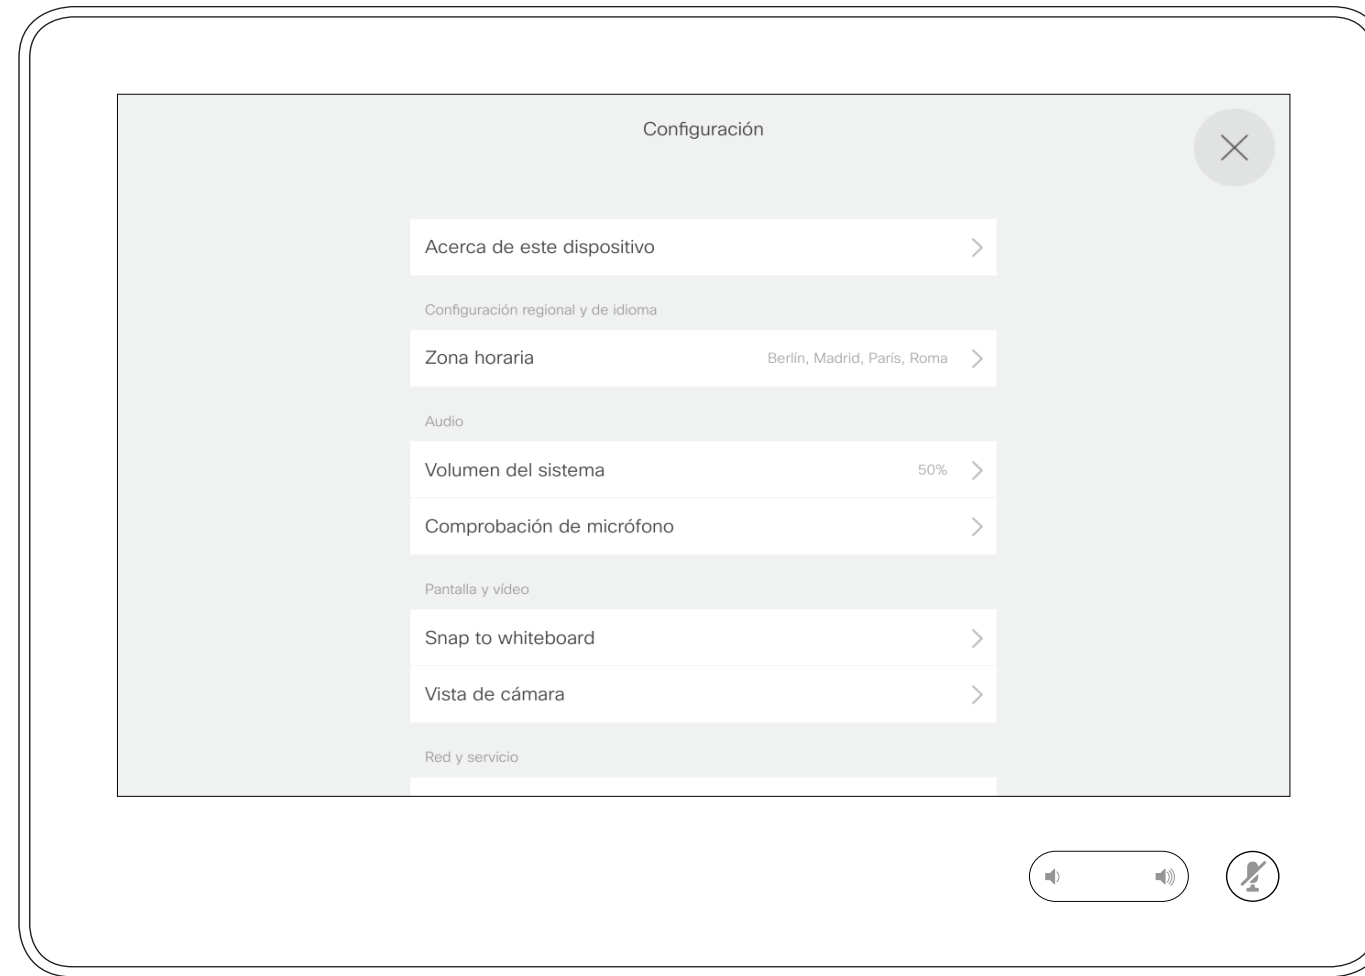 Configuración
Acerca de este dispositivo
Configuración regional y de idioma
Zona horaria Berlín, Madrid, París, Roma
Audio
Volumen del sistema 50%
Comprobación de micrófono
Pantalla y vídeo
Snap to whiteboard
Vista de cámara
Red y servicio